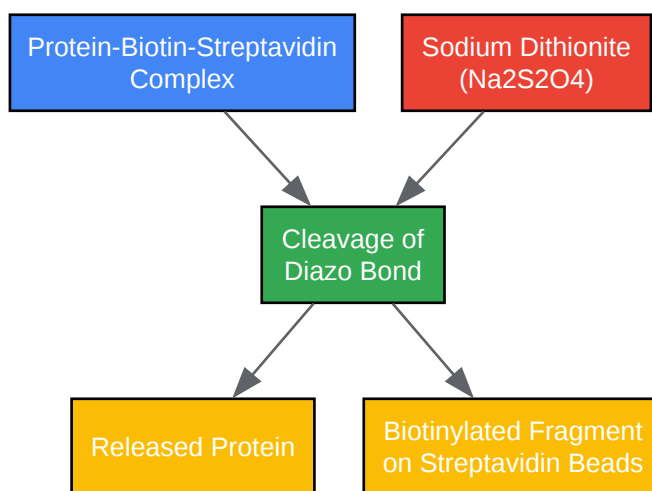 Protein-Biotin-Streptavidin
Complex
Sodium Dithionite
(Na2S2O4)
Cleavage of
Diazo Bond
Released Protein
Biotinylated Fragment
on Streptavidin Beads